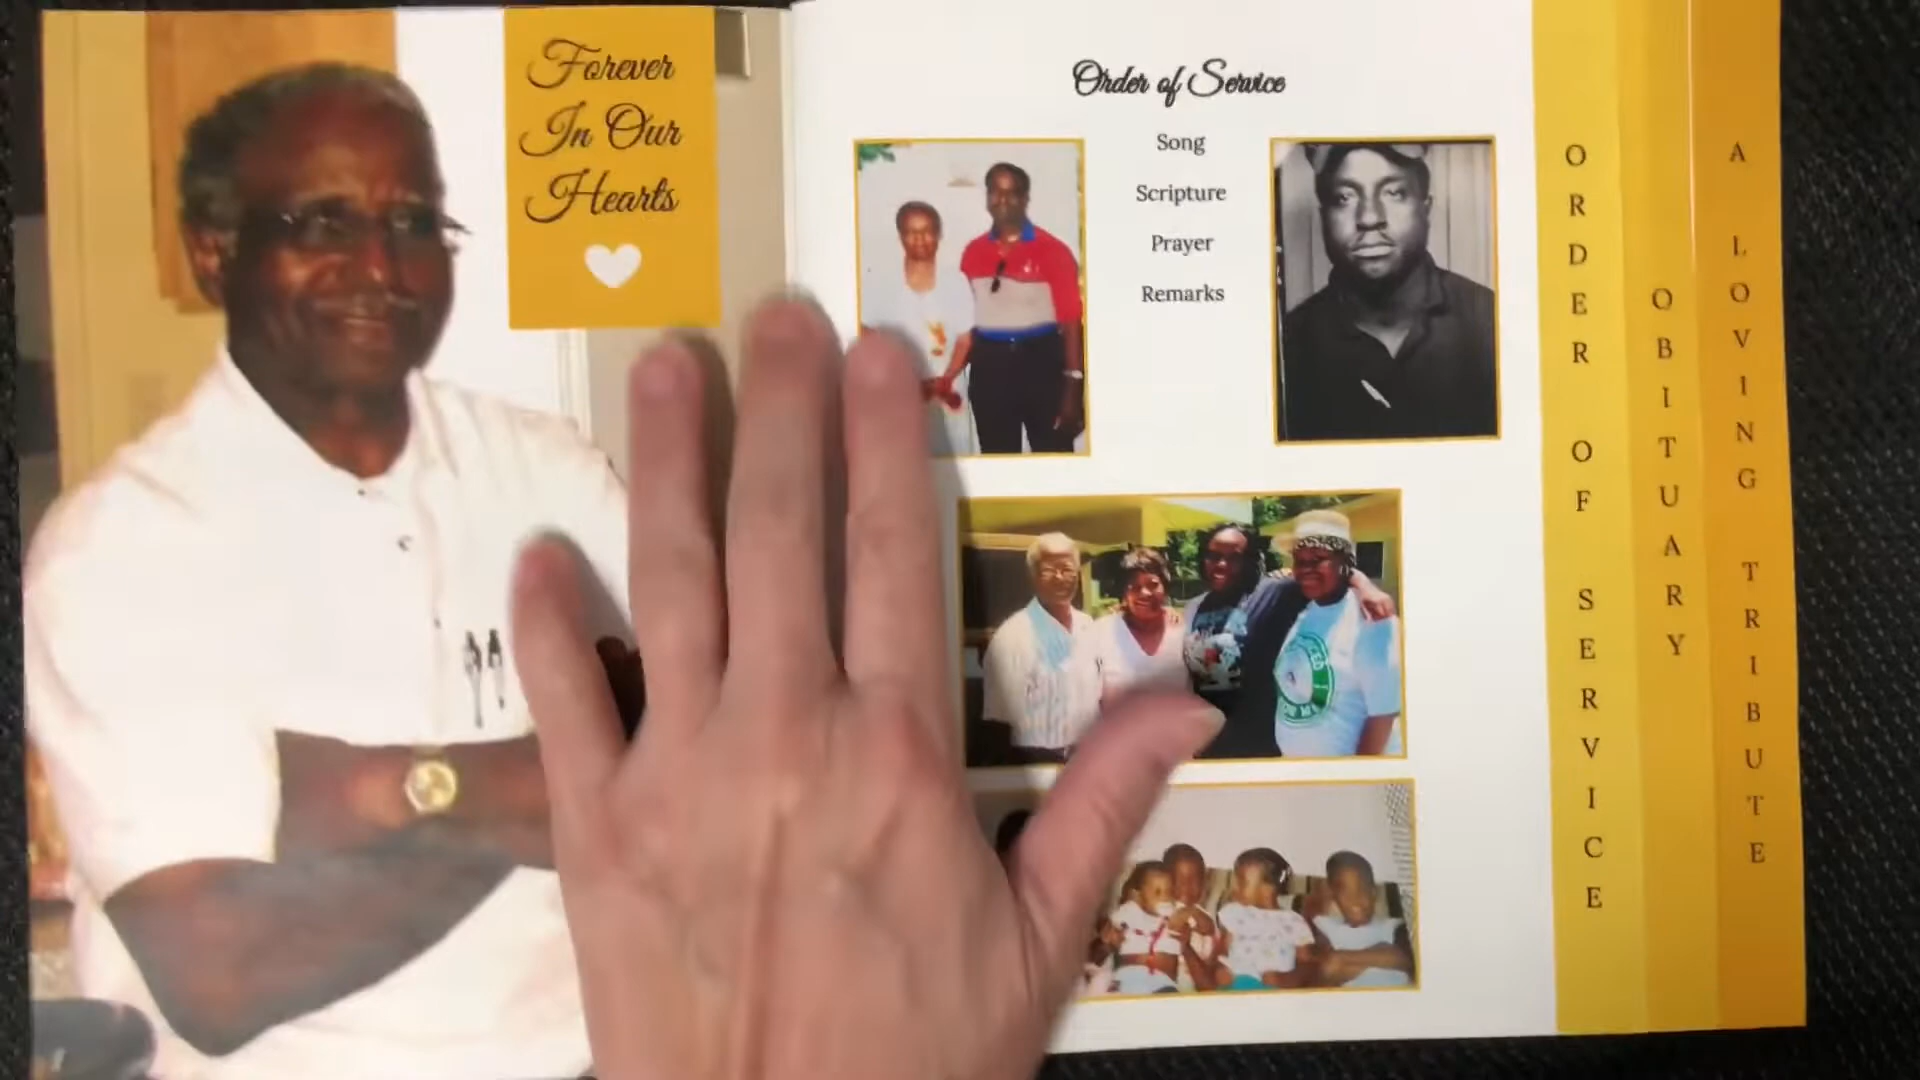 Forever
In Our
Hearts
Order of Service
Song
Scripture
Prayer
Remarks
ORDER OF SERVICE
OBITUARY
A LOVING TRIBUTE